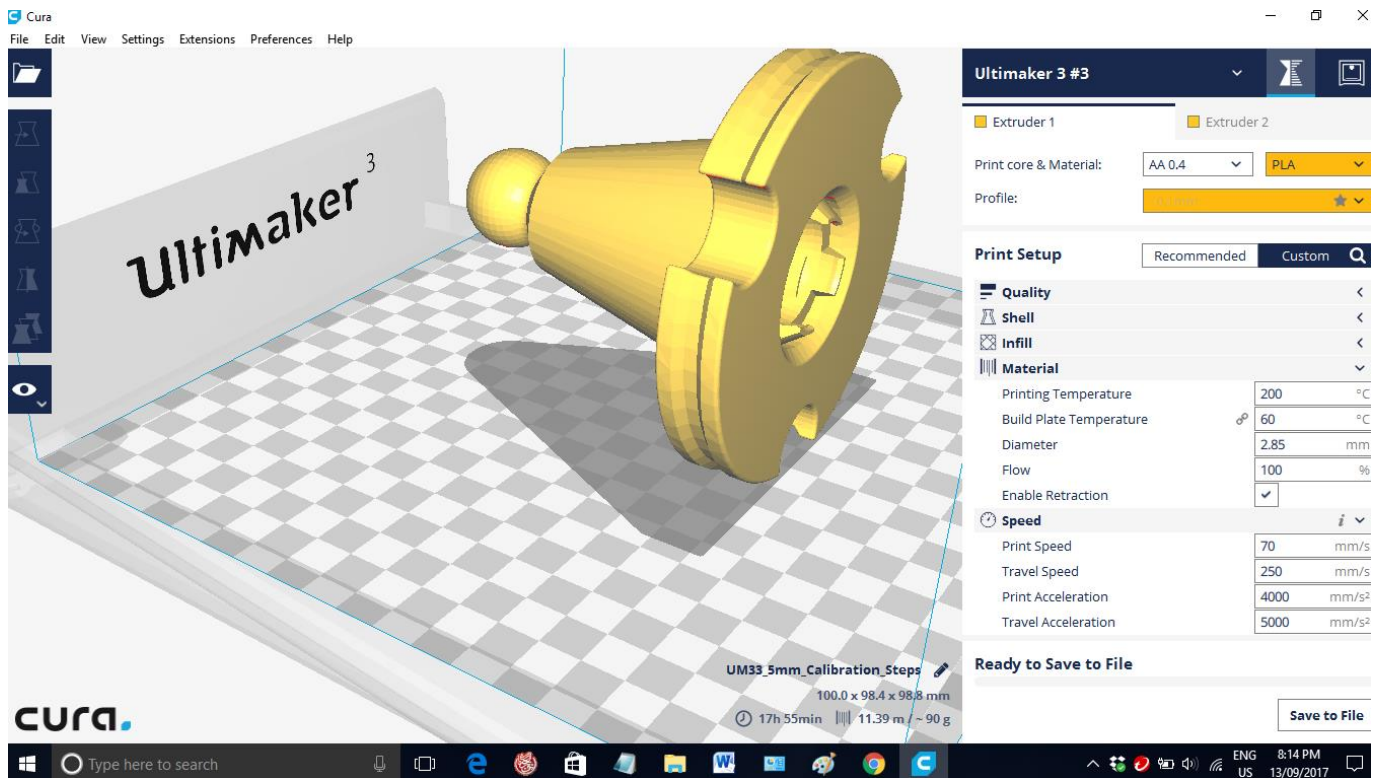 Cura
File Edit View Settings Extensions Preferences Help
Ultimaker 3
Ultimaker 3 #3
Extruder 1 Extruder 2
Print core & Material: AA 0.4 PLA
Profile:
Print Setup Recommended Custom
Quality
Shell
Infill
Material
Printing Temperature 200 °C
Build Plate Temperature 60 °C
Diameter 2.85 mm
Flow 100 %
Enable Retraction
Speed i
Print Speed 70 mm/s
Travel Speed 250 mm/s
Print Acceleration 4000 mm/s²
Travel Acceleration 5000 mm/s²
UM33_5mm_Calibration_Steps
100.0 x 98.4 x 98.8 mm
17h 55min 11.39 m / ~ 90 g
Ready to Save to File
Save to File
cura.
Type here to search
ENG 8:14 PM
US 13/09/2017